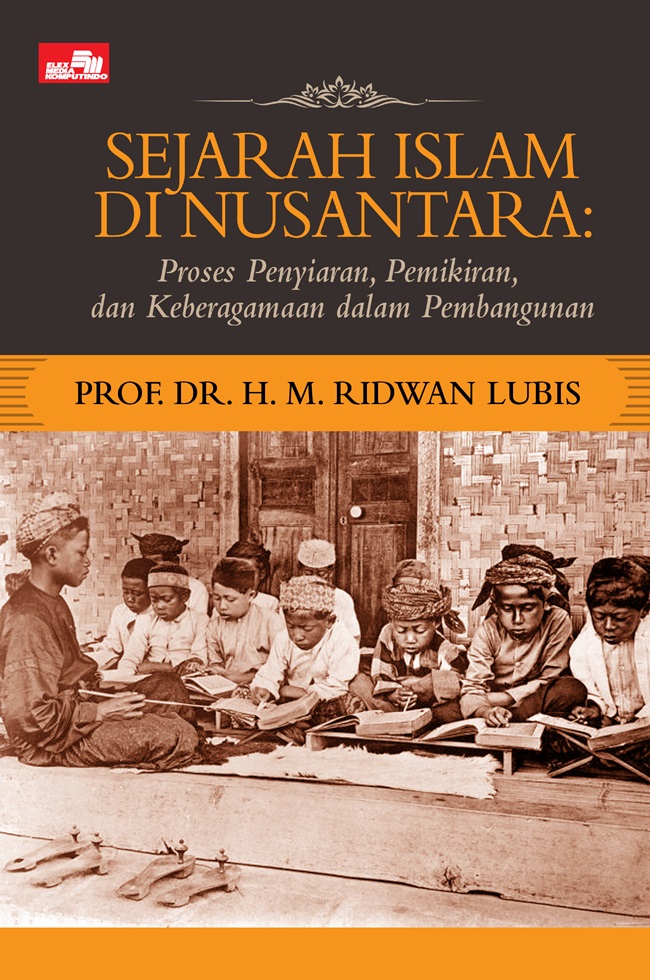 ELEX
MEDIA
KOMPUTINDO
SEJARAH ISLAM
DI NUSANTARA:
Proses Penyiaran, Pemikiran,
dan Keberagamaan dalam Pembangunan
PROF. DR. H. M. RIDWAN LUBIS